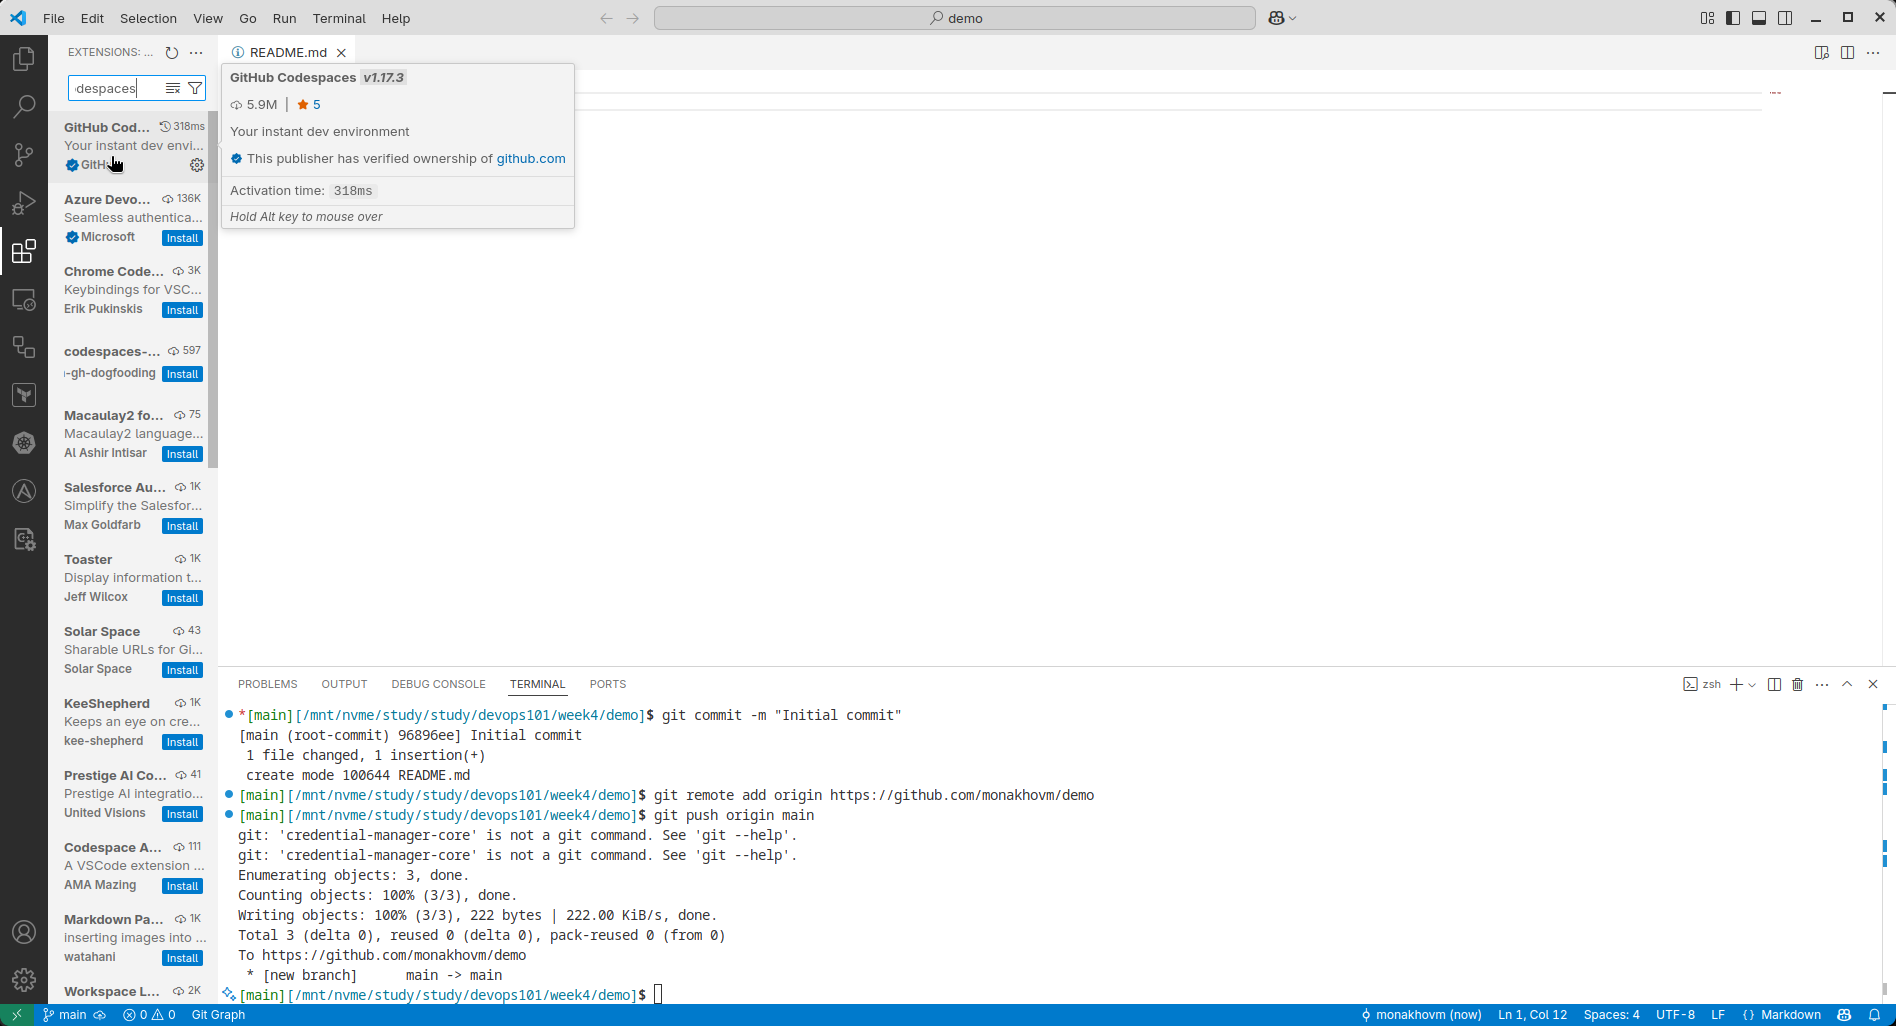 File Edit Selection View Go Run Terminal Help
demo
EXTENSIONS: ...
README.md
despaces
GitHub Codespaces v1.17.3
5.9M | 5
Your instant dev environment
This publisher has verified ownership of github.com
Activation time: 318ms
Hold Alt key to mouse over
GitHub Cod... 318ms
Your instant dev envi...
Azure Devo... 136K
Seamless authentica...
Microsoft Install
Chrome Code... 3K
Keybindings for VSC...
Erik Pukinskis Install
codespaces-... 597
-gh-dogfooding Install
Macaulay2 fo... 75
Macaulay2 language...
Al Ashir Intisar Install
Salesforce Au... 1K
Simplify the Salesfor...
Max Goldfarb Install
Toaster 1K
Display information t...
Jeff Wilcox Install
Solar Space 43
Sharable URLs for Gi...
Solar Space Install
KeeShepherd 1K
Keeps an eye on cre...
kee-shepherd Install
Prestige AI Co... 41
Prestige AI integratio...
United Visions Install
Codespace A... 111
A VSCode extension ...
AMA Mazing Install
Markdown Pa... 1K
inserting images into ...
watahani Install
Workspace L... 2K
PROBLEMS OUTPUT DEBUG CONSOLE TERMINAL PORTS
zsh
*[main][/mnt/nvme/study/study/devops101/week4/demo]$ git commit -m "Initial commit"
[main (root-commit) 96896ee] Initial commit
1 file changed, 1 insertion(+)
create mode 100644 README.md
[main][/mnt/nvme/study/study/devops101/week4/demo]$ git remote add origin https://github.com/monakhovm/demo
[main][/mnt/nvme/study/study/devops101/week4/demo]$ git push origin main
git: 'credential-manager-core' is not a git command. See 'git --help'.
git: 'credential-manager-core' is not a git command. See 'git --help'.
Enumerating objects: 3, done.
Counting objects: 100% (3/3), done.
Writing objects: 100% (3/3), 222 bytes | 222.00 KiB/s, done.
Total 3 (delta 0), reused 0 (delta 0), pack-reused 0 (from 0)
To https://github.com/monakhovm/demo
* [new branch] main -> main
[main][/mnt/nvme/study/study/devops101/week4/demo]$
main 0 0 Git Graph
monakhovm (now) Ln 1, Col 12 Spaces: 4 UTF-8 LF {} Markdown